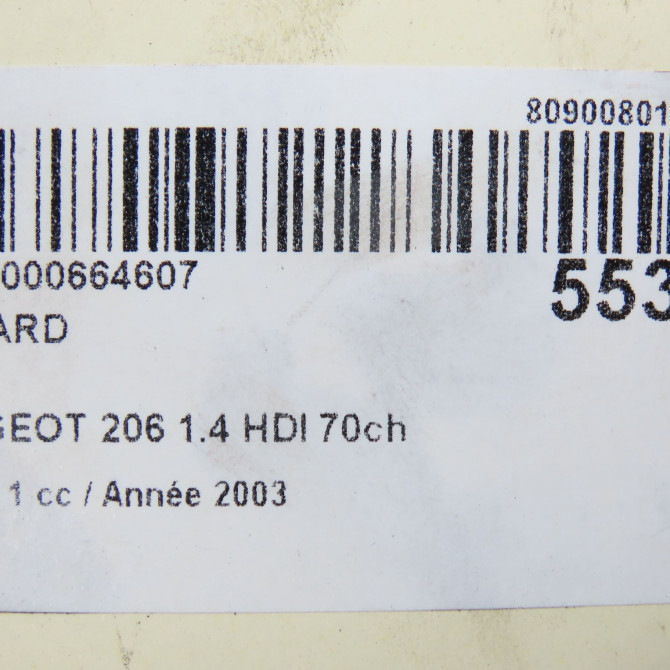 80900801
000664607
553
ARD
GEOT 206 1.4 HDI 70ch
1 cc / Année 2003